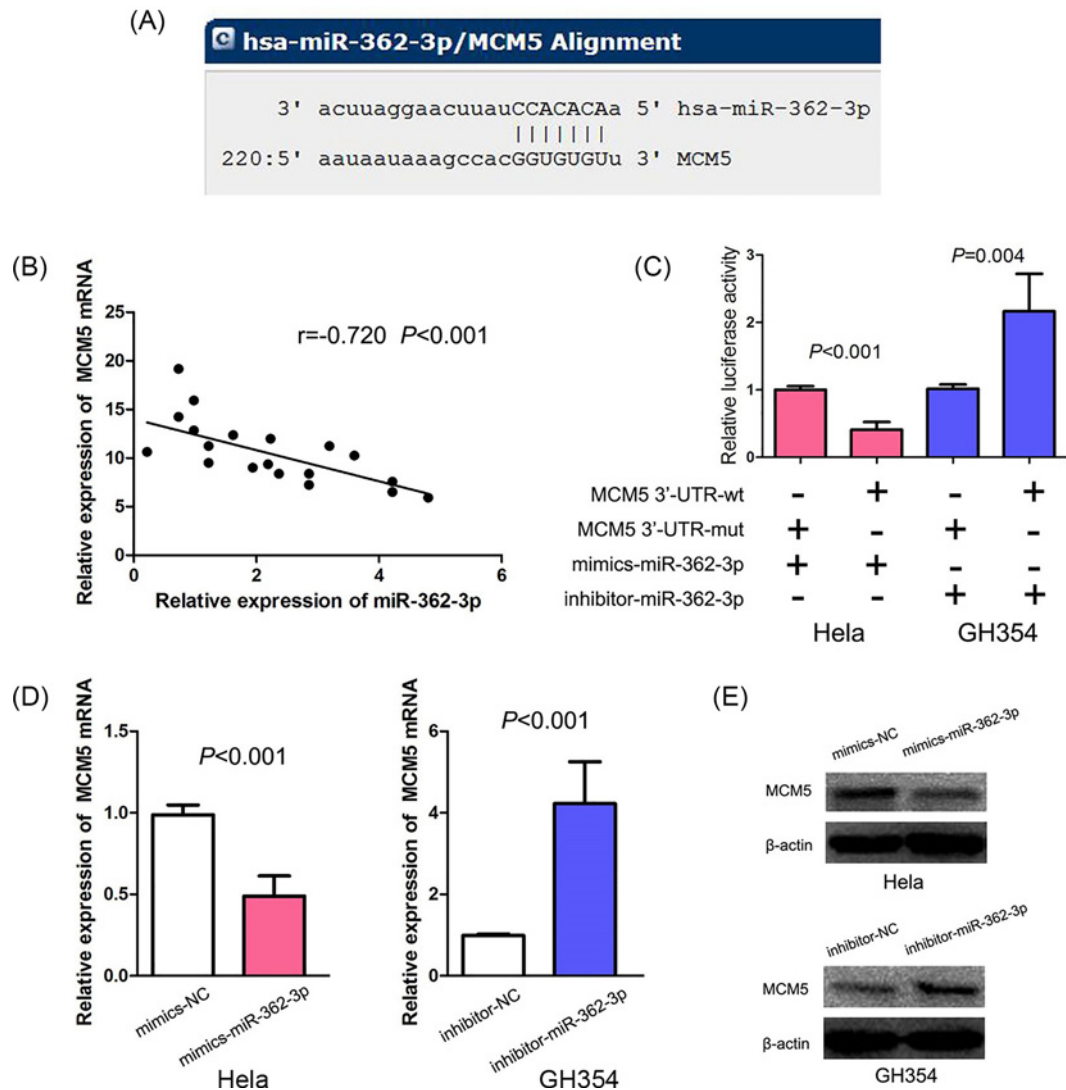 (A)
C hsa-miR-362-3p/MCM5 Alignment
3' acuuaggaacuuauCCACACAa 5' hsa-miR-362-3p
| | | | | | |
220:5' aauaauaaagccacGGUGUGUu 3' MCM5
(B)
Relative expression of MCM5 mRNA
25
20
15
10
5
0
r=-0.720 P<0.001
0 2 4 6
Relative expression of miR-362-3p
(C)
Relative luciferase activity
3
2
1
0
P<0.001
P=0.004
MCM5 3'-UTR-wt - + - +
MCM5 3'-UTR-mut + - + -
mimics-miR-362-3p + + - -
inhibitor-miR-362-3p - - + +
Hela GH354
(D)
Relative expression of MCM5 mRNA
1.5
1.0
0.5
0.0
P<0.001
mimics-NC
mimics-miR-362-3p
Hela
Relative expression of MCM5 mRNA
6
4
2
0
P<0.001
inhibitor-NC
inhibitor-miR-362-3p
GH354
(E)
mimics-NC mimics-miR-362-3p
MCM5
β-actin
Hela
inhibitor-NC inhibitor-miR-362-3p
MCM5
β-actin
GH354